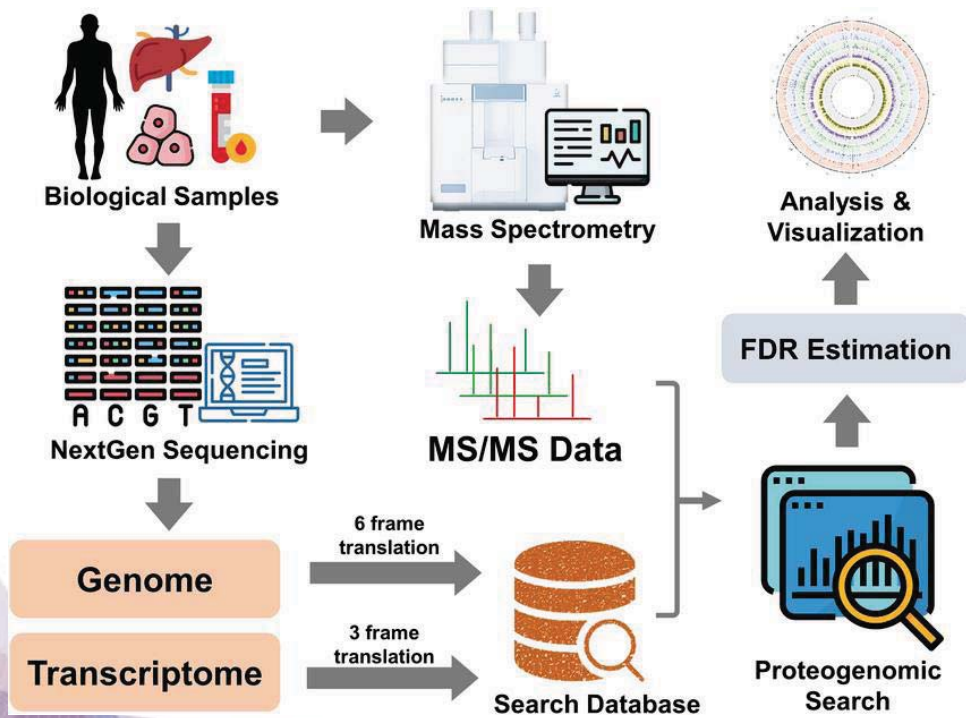 Biological Samples
Mass Spectrometry
Analysis &
Visualization
A C G T
NextGen Sequencing
MS/MS Data
FDR Estimation
Genome
6 frame
translation
Transcriptome
3 frame
translation
Search Database
Proteogenomic
Search